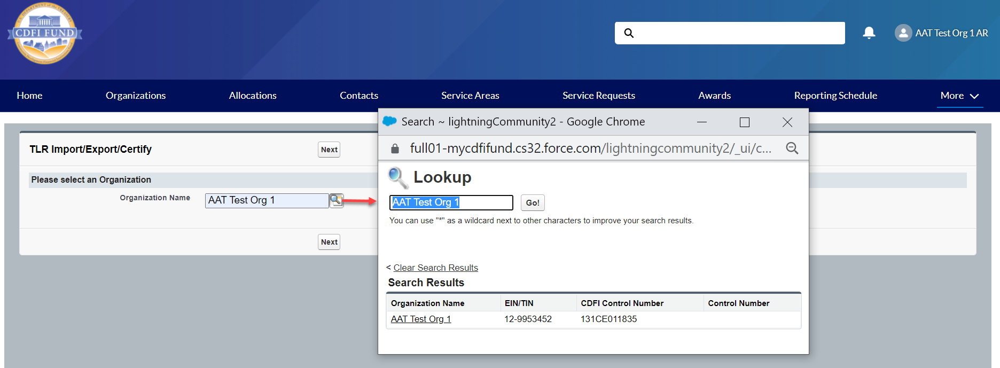 CDFI FUND
AAT Test Org 1 AR
Home Organizations Allocations Contacts Service Areas Service Requests Awards Reporting Schedule More
TLR Import/Export/Certify Next
Please select an Organization
Organization Name AAT Test Org 1
Next
Search ~ lightningCommunity2 - Google Chrome
full01-mycdfifund.cs32.force.com/lightningcommunity2/_ui/c...
Lookup
AAT Test Org 1 Go!
You can use "*" as a wildcard next to other characters to improve your search results.
< Clear Search Results
Search Results
Organization Name EIN/TIN CDFI Control Number Control Number
AAT Test Org 1 12-9953452 131CE011835